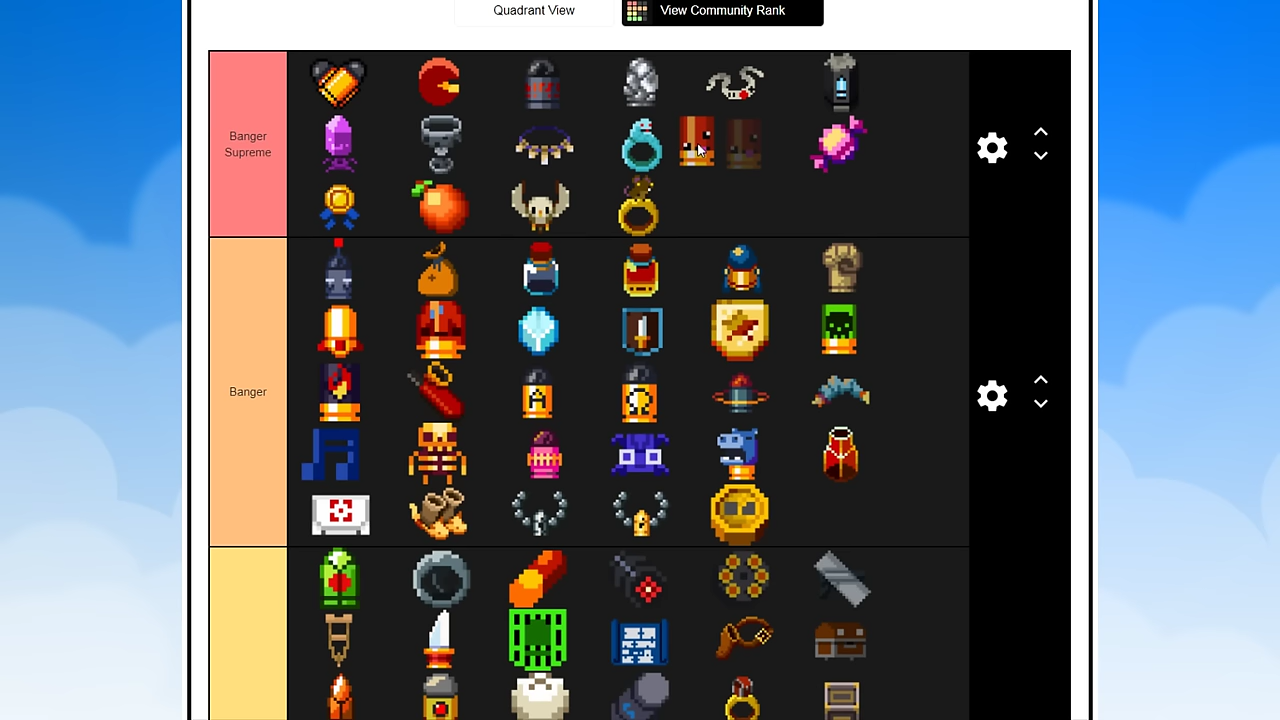 Quadrant View
View Community Rank
Banger
Supreme
Banger
A
Ω